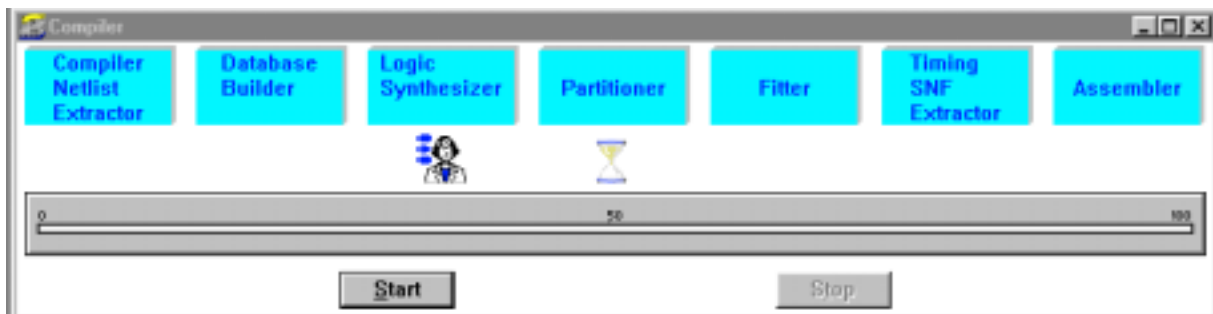 Compiler
Compiler
Netlist
Extractor
Database
Builder
Logic
Synthesizer
Partitioner
Fitter
Timing
SNF
Extractor
Assembler
0 50 100
Start Stop